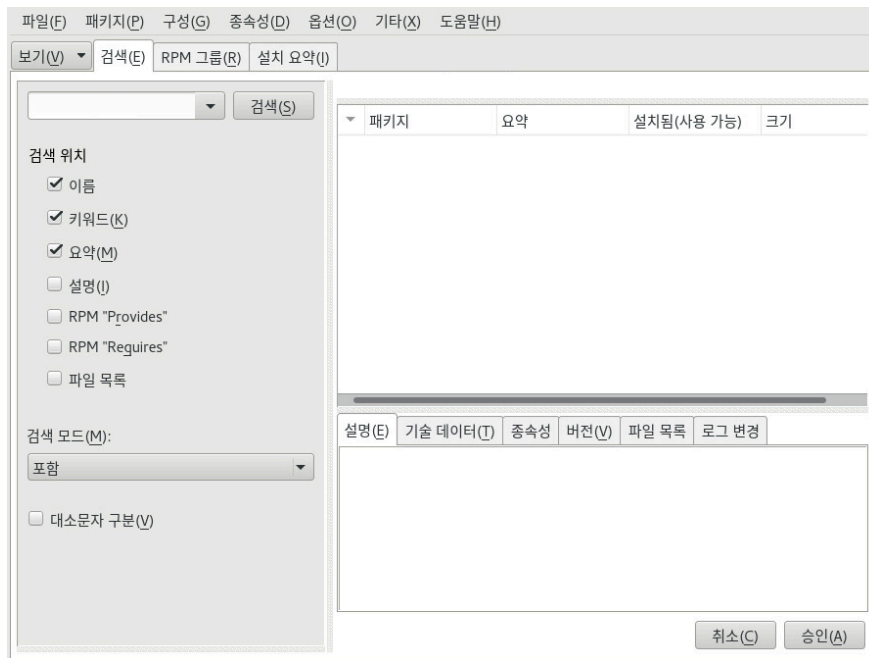 파일(F) 패키지(P) 구성(G) 종속성(D) 옵션(O) 기타(X) 도움말(H)
보기(V) 검색(E) RPM 그룹(R) 설치 요약(I)
검색(S)
검색 위치
이름
키워드(K)
요약(M)
설명(I)
RPM "Provides"
RPM "Requires"
파일 목록
검색 모드(M):
포함
대소문자 구분(V)
패키지 요약 설치됨(사용 가능) 크기
설명(E) 기술 데이터(T) 종속성 버전(V) 파일 목록 로그 변경
취소(C) 승인(A)